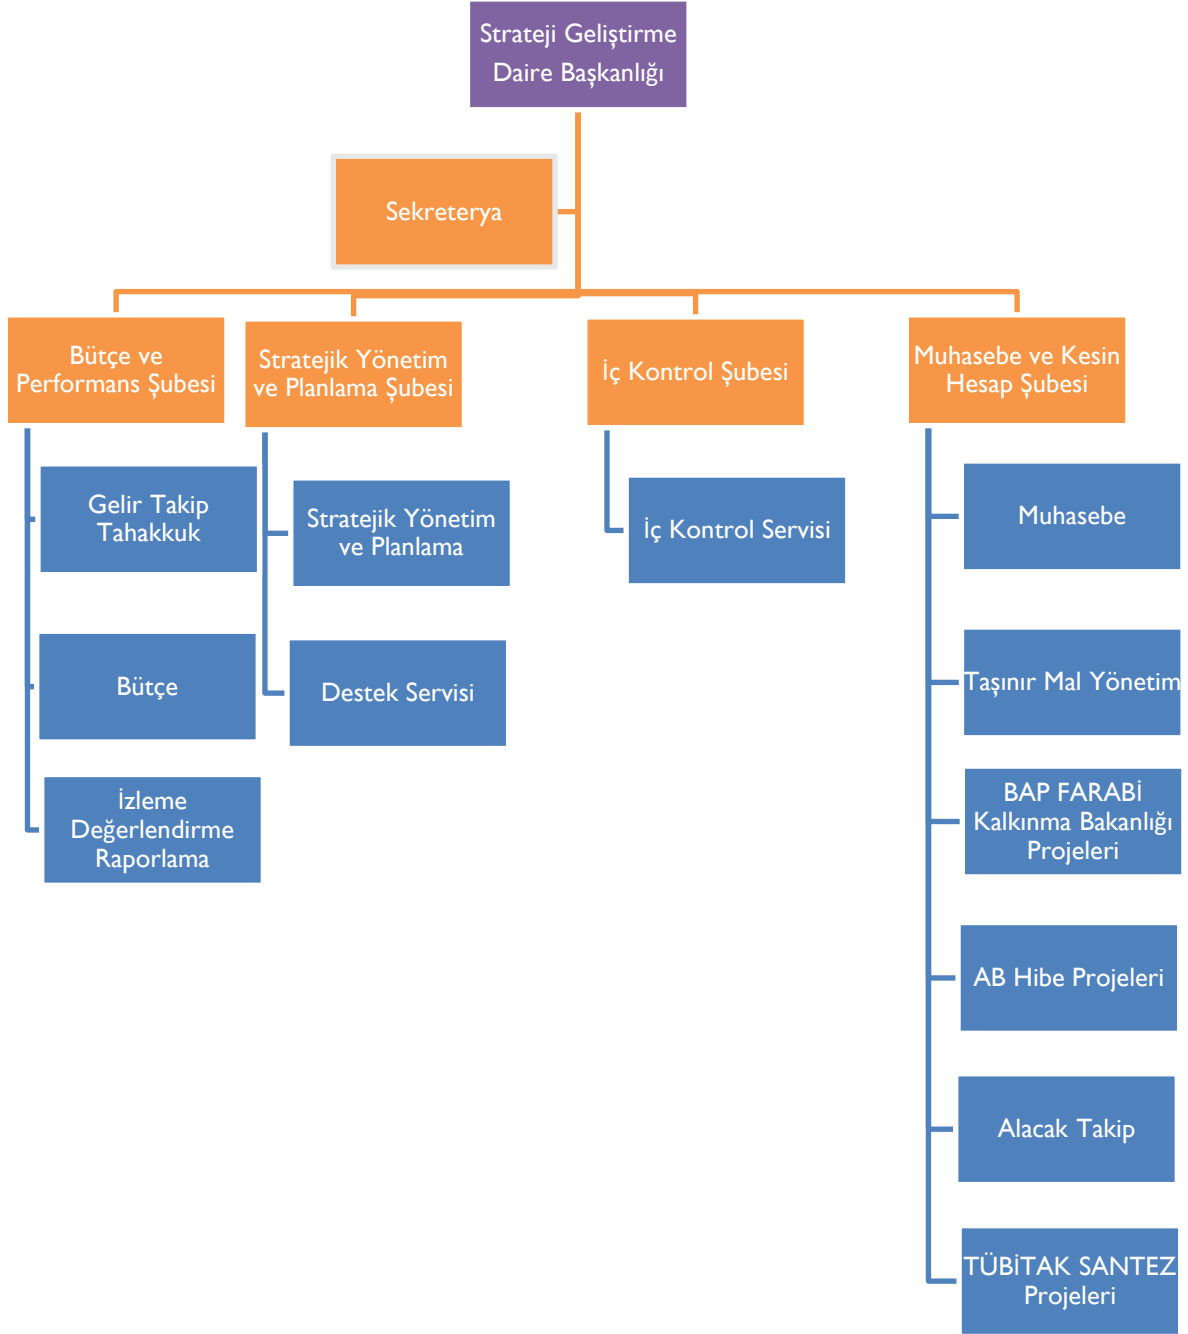 Strateji Geliştirme
Daire Başkanlığı
Sekreterya
Bütçe ve
Performans Şubesi
Stratejik Yönetim
ve Planlama Şubesi
İç Kontrol Şubesi
Muhasebe ve Kesin
Hesap Şubesi
Gelir Takip
Tahakkuk
Bütçe
İzleme
Değerlendirme
Raporlama
Stratejik Yönetim
ve Planlama
Destek Servisi
İç Kontrol Servisi
Muhasebe
Taşınır Mal Yönetim
BAP FARABİ
Kalkınma Bakanlığı
Projeleri
AB Hibe Projeleri
Alacak Takip
TÜBİTAK SANTEZ
Projeleri